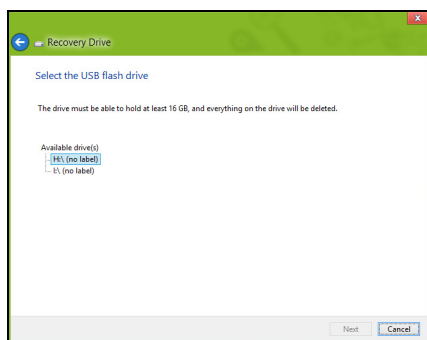 Recovery Drive
Select the USB flash drive
The drive must be able to hold at least 16 GB, and everything on the drive will be deleted.
Available drive(s)
H:\ (no label)
I:\ (no label)
Next
Cancel